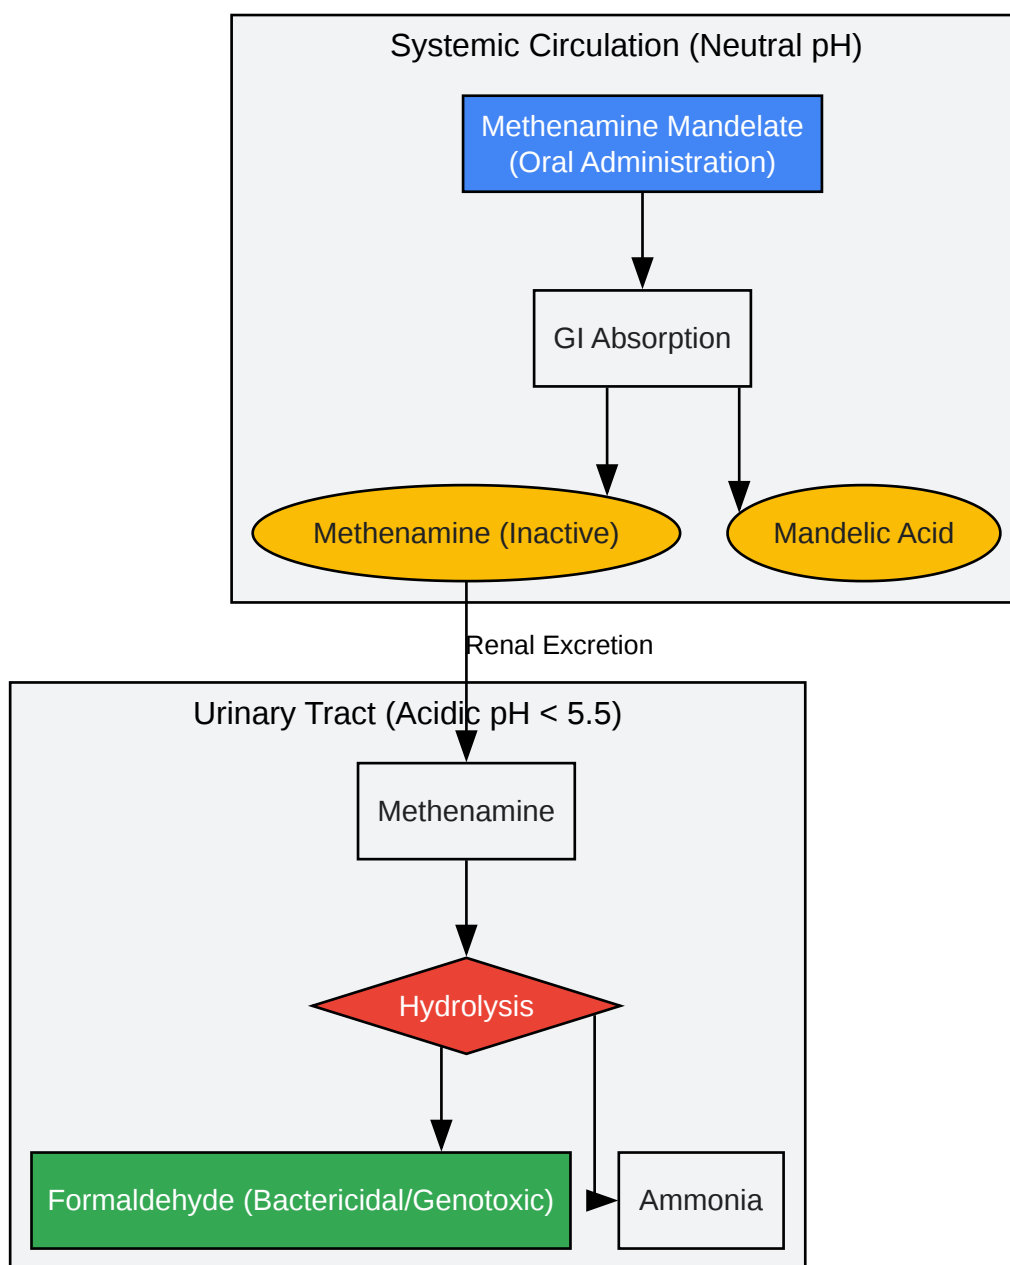 Systemic Circulation (Neutral pH)
Methenamine Mandelate
(Oral Administration)
GI Absorption
Methenamine (Inactive)
Mandelic Acid
Renal Excretion
Urinary Tract (Acidic pH < 5.5)
Methenamine
Hydrolysis
Formaldehyde (Bactericidal/Genotoxic)
Ammonia